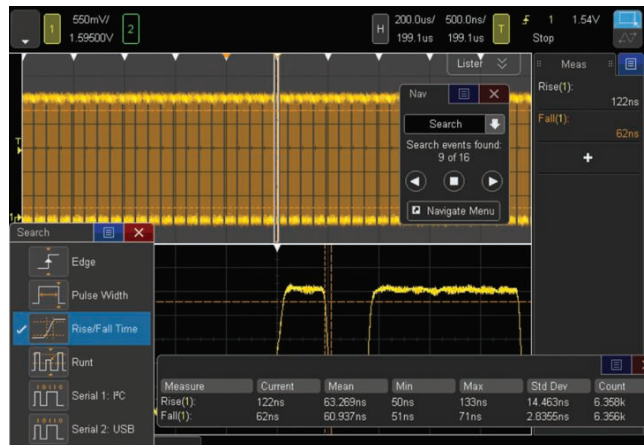 1
550mV/
1.59500V
2
H
200.0us/
199.1us
500.0ns/
199.1us
T
1
1.54V
Stop
Lister
Meas
Rise(1):
122ns
Fall(1):
62ns
Nav
Search
Search events found:
9 of 16
Navigate Menu
T
Search
Edge
Pulse Width
Rise/Fall Time
Runt
Serial 1: I²C
Serial 2: USB
Measure Current Mean Min Max Std Dev Count
Rise(1): 122ns 63.269ns 50ns 133ns 14.463ns 6.358k
Fall(1): 62ns 60.937ns 51ns 71ns 2.8355ns 6.356k